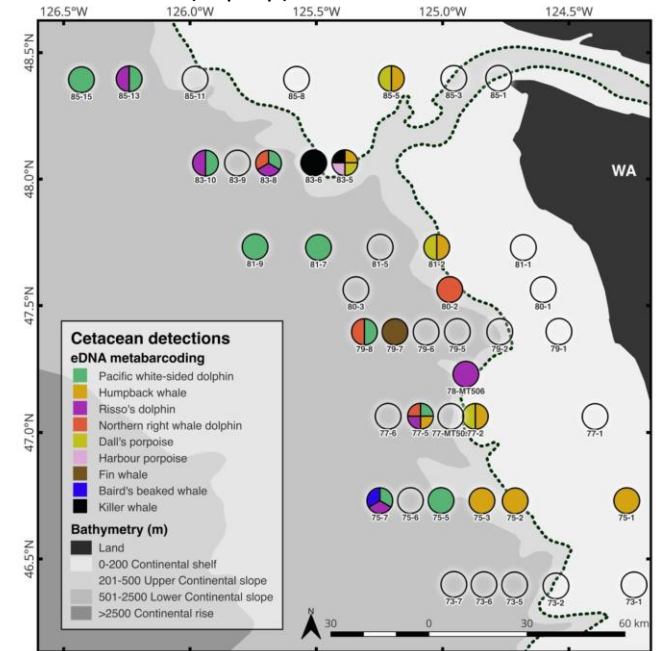 126.5°W 126.0°W 125.5°W 125.0°W 124.5°W
48.5°N
85-15 85-13 85-11 85-8 85-5 85-3 85-1
48.0°N
WA
83-10 83-9 83-8 83-6 83-5
81-9 81-7 81-5 81-2 81-1
47.5°N
80-3 80-2 80-1
79-8 79-7 79-6 79-5 79-2 79-1
78-MT506
47.0°N
77-6 77-5 77-MT50 77-2 77-1
75-7 75-6 75-5 75-3 75-2 75-1
46.5°N
73-7 73-6 73-5 73-2 73-1
Cetacean detections
eDNA metabarcoding
Pacific white-sided dolphin
Humpback whale
Risso's dolphin
Northern right whale dolphin
Dall's porpoise
Harbour porpoise
Fin whale
Baird's beaked whale
Killer whale
Bathymetry (m)
Land
0-200 Continental shelf
201-500 Upper Continental slope
501-2500 Lower Continental slope
>2500 Continental rise
N
30 0 30 60 km